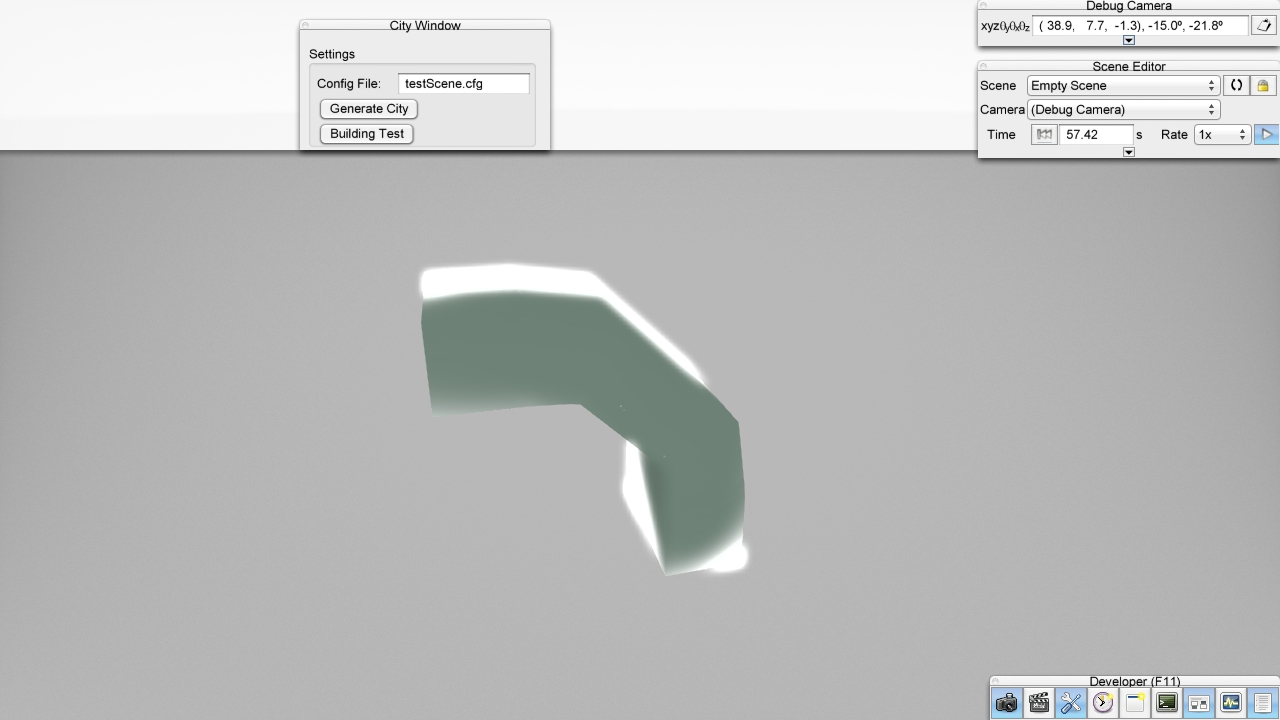 City Window
Settings
Config File: testScene.cfg
Generate City
Building Test
Debug Camera
( 38.9, 7.7, -1.3), -15.0º, -21.8º
Scene Editor
Scene Empty Scene
Camera (Debug Camera)
Time 57.42 s Rate 1x
Developer (F11)